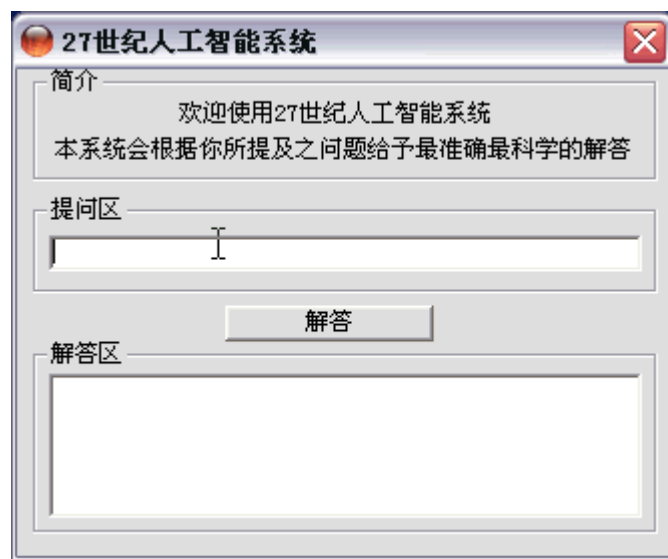 27世纪人工智能系统
简介
欢迎使用27世纪人工智能系统
本系统会根据你所提及之问题给予最准确最科学的解答
提问区
解答
解答区